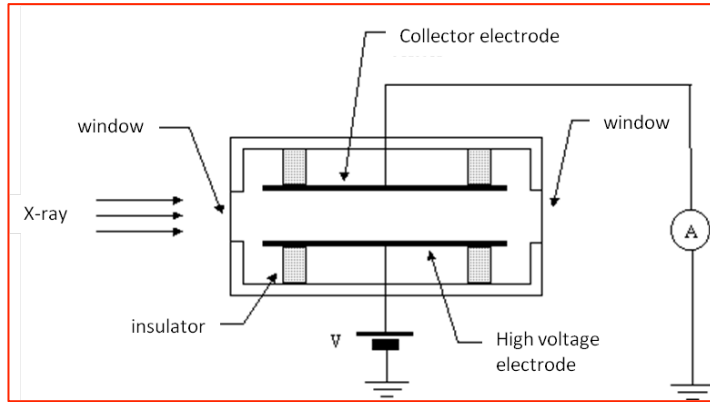 Collector electrode
window
window
X-ray
A
insulator
V
High voltage
electrode